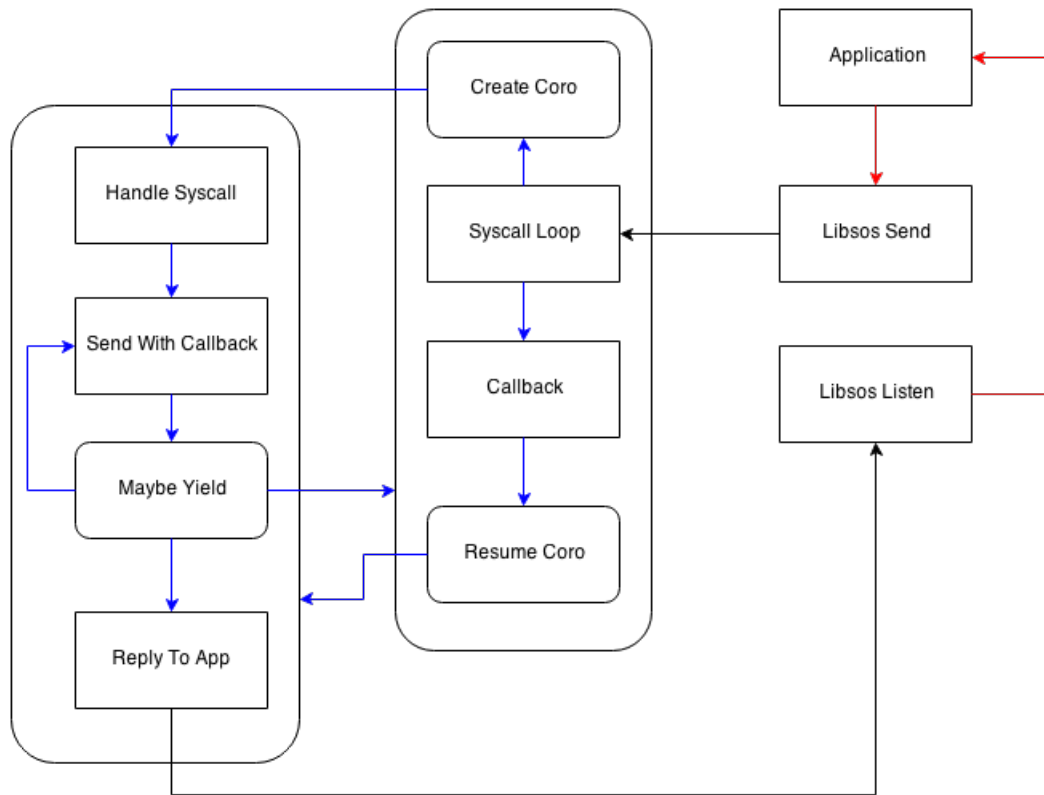 Create Coro
Application
Handle Syscall
Syscall Loop
Libsos Send
Send With Callback
Callback
Libsos Listen
Maybe Yield
Resume Coro
Reply To App